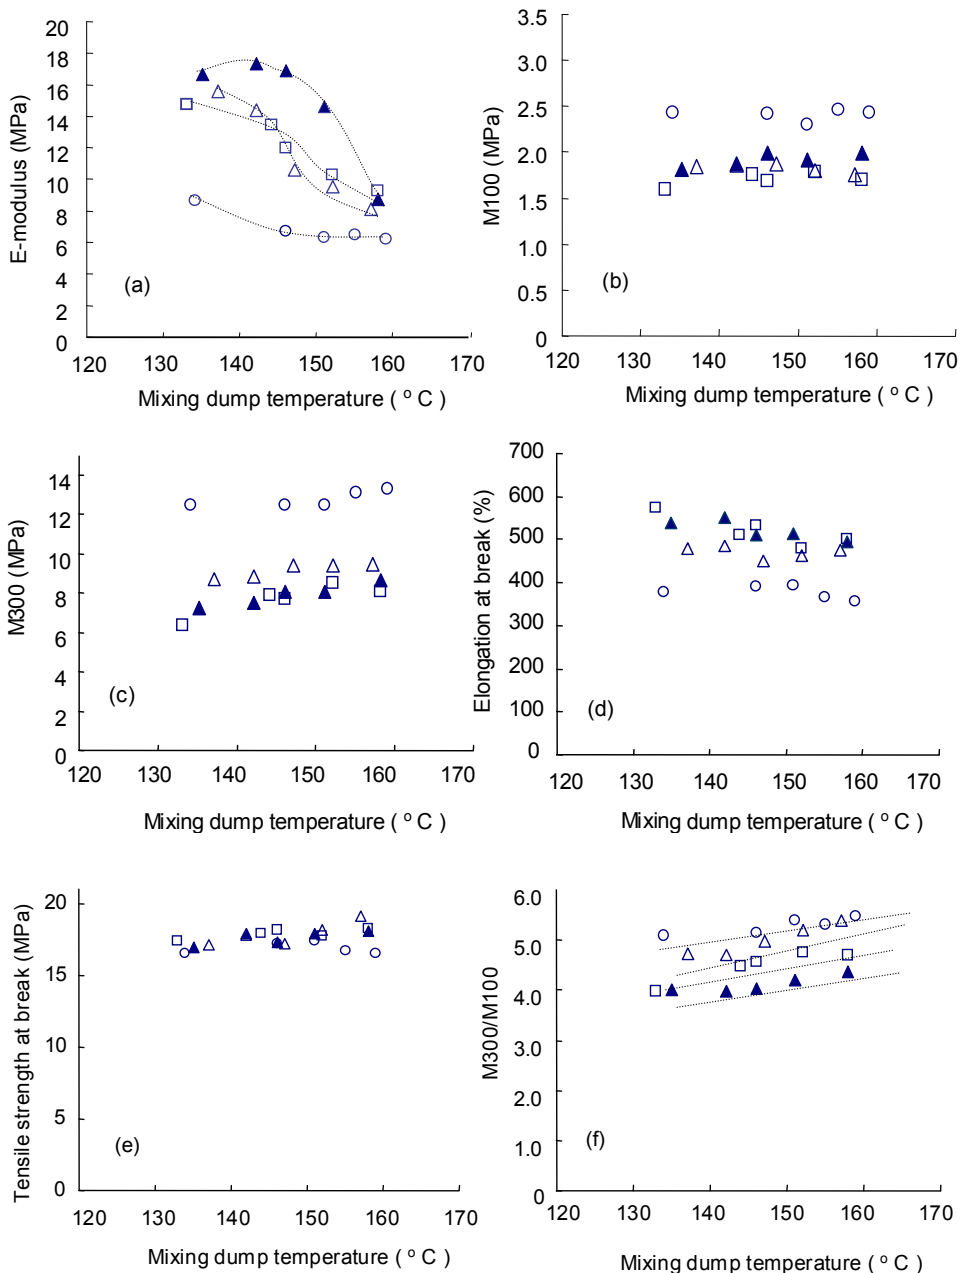 E-modulus (MPa)
20
18
16
14
12
10
8
6
4
2
0
(a)
120 130 140 150 160 170
Mixing dump temperature ( o C )
M100 (MPa)
3.5
3.0
2.5
2.0
1.5
1.0
0.5
0
(b)
120 130 140 150 160 170
Mixing dump temperature ( o C )
M300 (MPa)
14
12
10
8
6
4
2
0
(c)
120 130 140 150 160 170
Mixing dump temperature ( o C )
Elongation at break (%)
700
600
500
400
300
200
100
0
(d)
120 130 140 150 160 170
Mixing dump temperature ( o C )
Tensile strength at break (MPa)
20
15
10
5
0
(e)
120 130 140 150 160 170
Mixing dump temperature ( o C )
M300/M100
6.0
5.0
4.0
3.0
2.0
1.0
0
(f)
120 130 140 150 160 170
Mixing dump temperature ( o C )